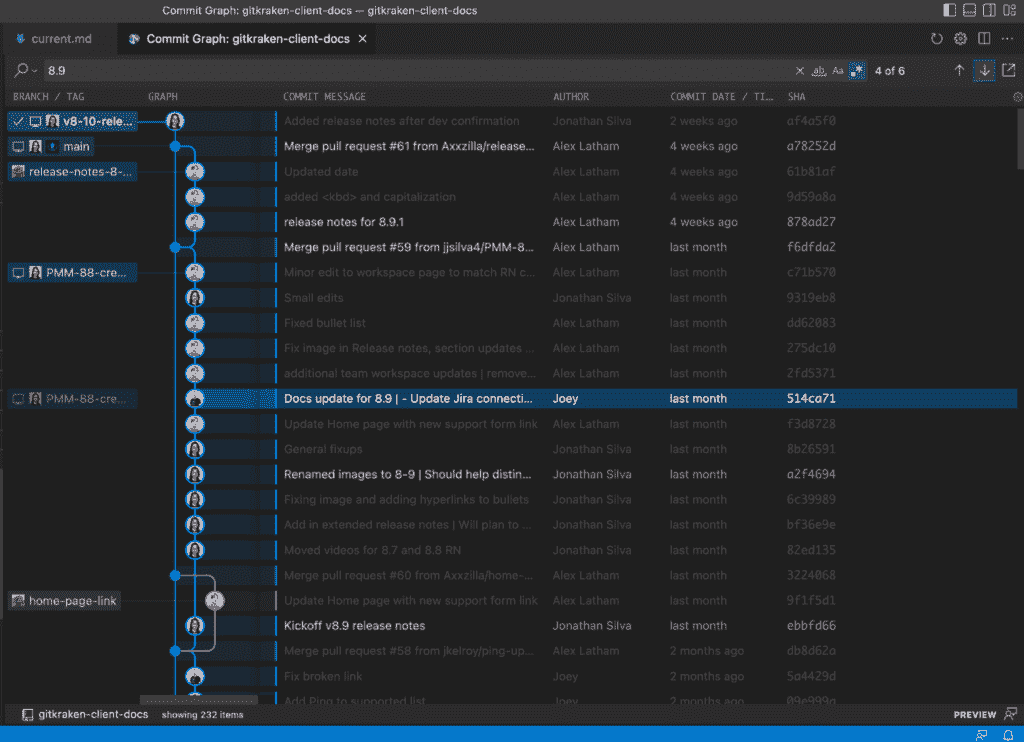 Commit Graph: gitkraken-client-docs — gitkraken-client-docs
current.md
Commit Graph: gitkraken-client-docs
8.9 ab, Aa 4 of 6
BRANCH / TAG GRAPH COMMIT MESSAGE AUTHOR COMMIT DATE / TI... SHA
v8-10-rele... Added release notes after dev confirmation Jonathan Silva 2 weeks ago af4a5f0
main Merge pull request #61 from Axxzilla/release... Alex Latham 4 weeks ago a78252d
release-notes-8-... Updated date Alex Latham 4 weeks ago 61b81af
added <kbd> and capitalization Alex Latham 4 weeks ago 9d59a8a
release notes for 8.9.1 Alex Latham 4 weeks ago 878ad27
Merge pull request #59 from jjsilva4/PMM-8... Alex Latham last month f6dfda2
PMM-88-cre... Minor edit to workspace page to match RN c... Alex Latham last month c71b570
Small edits Jonathan Silva last month 9319eb8
Fixed bullet list Alex Latham last month dd62083
Fix image in Release notes, section updates ... Alex Latham last month 275dc10
additional team workspace updates | remove... Alex Latham last month 2fd5371
PMM-88-cre... Docs update for 8.9 | - Update Jira connecti... Joey last month 514ca71
Update Home page with new support form link Alex Latham last month f3d8728
General fixups Jonathan Silva last month 8b26591
Renamed images to 8-9 | Should help distin... Jonathan Silva last month a2f4694
Fixing image and adding hyperlinks to bullets Jonathan Silva last month 6c39989
Add in extended release notes | Will plan to ... Jonathan Silva last month bf36e9e
Moved videos for 8.7 and 8.8 RN Jonathan Silva last month 82ed135
Merge pull request #60 from Axxzilla/home-... Alex Latham last month 3224068
home-page-link Update Home page with new support form link Alex Latham last month 9f1f5d1
Kickoff v8.9 release notes Jonathan Silva last month ebbfd66
Merge pull request #58 from jkelroy/ping-up... Alex Latham 2 months ago db8d62a
Fix broken link Joey 2 months ago 5a4429d
Add Ping to supported list Joey 2 months ago 09e999a
gitkraken-client-docs showing 232 items PREVIEW